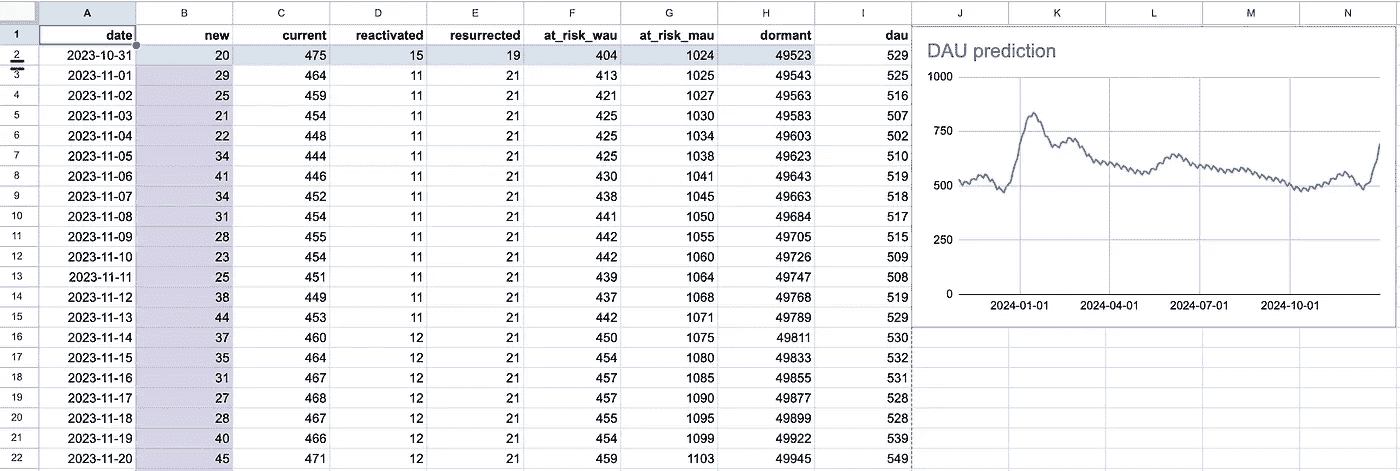 A B C D E F G H I J K L M N
1 date new current reactivated resurrected at_risk_wau at_risk_mau dormant dau
2 2023-10-31 20 475 15 19 404 1024 49523 529
3 2023-11-01 29 464 11 21 413 1025 49543 525
4 2023-11-02 25 459 11 21 421 1027 49563 516
5 2023-11-03 21 454 11 21 425 1030 49583 507
6 2023-11-04 22 448 11 21 425 1034 49603 502
7 2023-11-05 34 444 11 21 425 1038 49623 510
8 2023-11-06 41 446 11 21 430 1041 49643 519
9 2023-11-07 34 452 11 21 438 1045 49663 518
10 2023-11-08 31 454 11 21 441 1050 49684 517
11 2023-11-09 28 455 11 21 442 1055 49705 515
12 2023-11-10 23 454 11 21 442 1060 49726 509
13 2023-11-11 25 451 11 21 439 1064 49747 508
14 2023-11-12 38 449 11 21 437 1068 49768 519
15 2023-11-13 44 453 11 21 442 1071 49789 529
16 2023-11-14 37 460 12 21 450 1075 49811 530
17 2023-11-15 35 464 12 21 454 1080 49833 532
18 2023-11-16 31 467 12 21 457 1085 49855 531
19 2023-11-17 27 468 12 21 457 1090 49877 528
20 2023-11-18 28 467 12 21 455 1095 49899 528
21 2023-11-19 40 466 12 21 454 1099 49922 539
22 2023-11-20 45 471 12 21 459 1103 49945 549
DAU prediction
1000
750
500
250
0
2024-01-01 2024-04-01 2024-07-01 2024-10-01